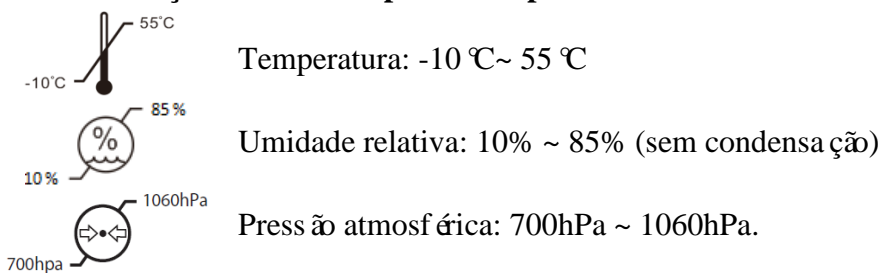 55°C
-10°C
Temperatura: -10 ℃~ 55 ℃
85%
%
10%
Umidade relativa: 10% ~ 85% (sem condensação)
1060hPa
700hpa
Pressão atmosférica: 700hPa ~ 1060hPa.